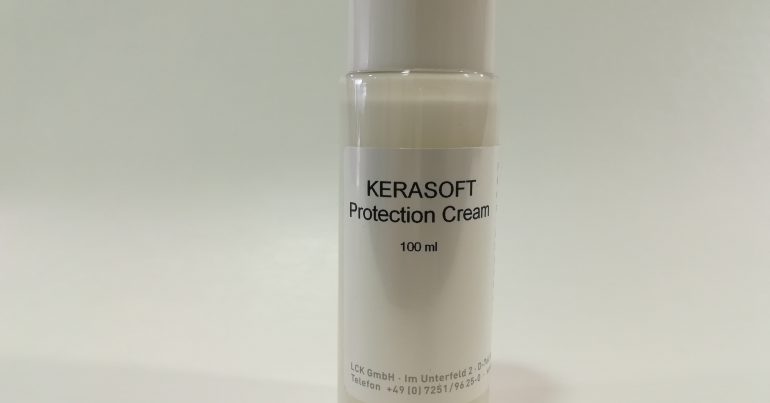 KERASOFT
Protection Cream
100 ml
LCK GmbH · Im Unterfeld 2 ·
Telefon +49 (0) 7251/96 25-0